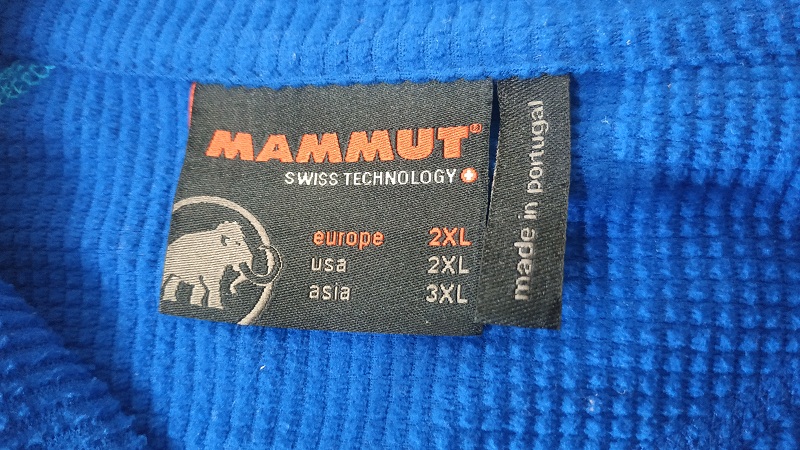 MAMMUT®
SWISS TECHNOLOGY
europe 2XL
usa 2XL
asia 3XL
made in portugal